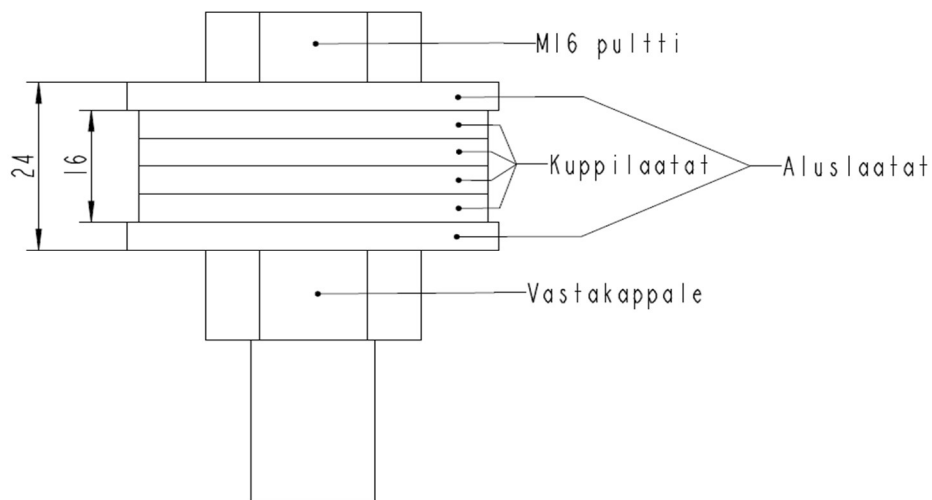 M16 pultti
24
16
Kuppilaatat
Aluslaatat
Vastakappale